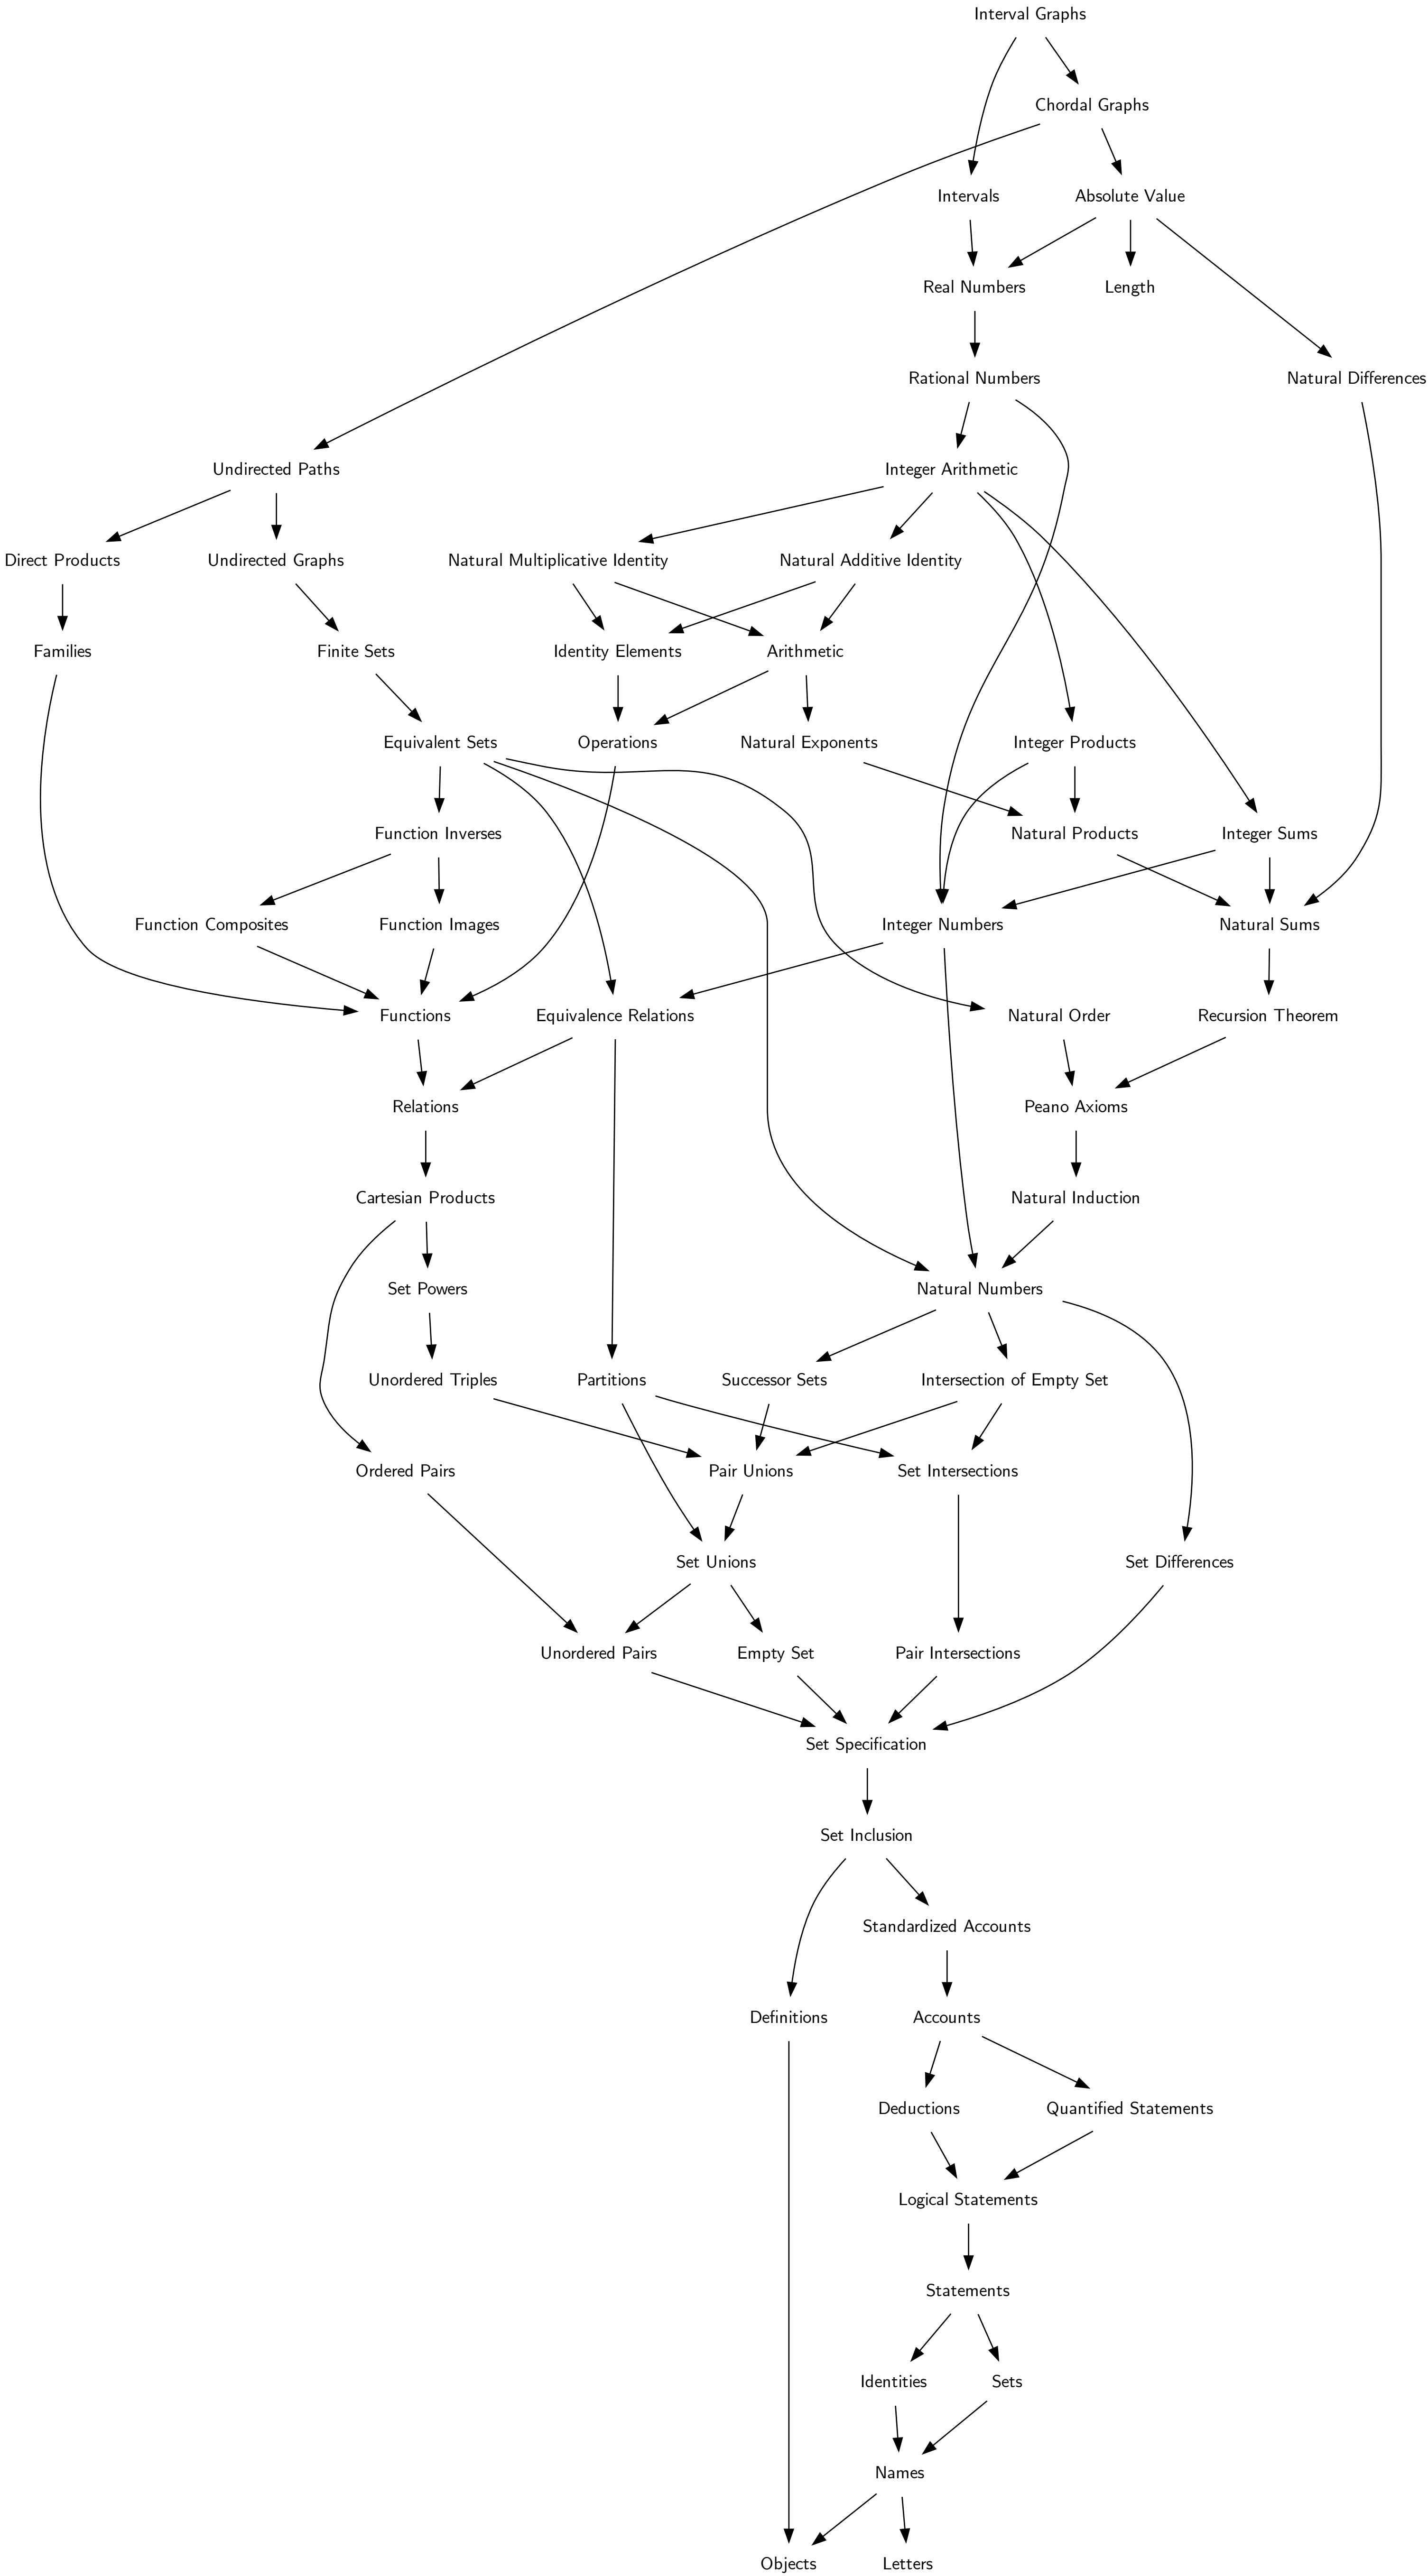 Interval Graphs
Chordal Graphs
Intervals
Absolute Value
Real Numbers
Length
Rational Numbers
Natural Differences
Undirected Paths
Integer Arithmetic
Direct Products
Undirected Graphs
Natural Multiplicative Identity
Natural Additive Identity
Families
Finite Sets
Identity Elements
Arithmetic
Equivalent Sets
Operations
Natural Exponents
Integer Products
Function Inverses
Natural Products
Integer Sums
Function Composites
Function Images
Integer Numbers
Natural Sums
Functions
Equivalence Relations
Natural Order
Recursion Theorem
Relations
Peano Axioms
Cartesian Products
Natural Induction
Set Powers
Natural Numbers
Unordered Triples
Partitions
Successor Sets
Intersection of Empty Set
Ordered Pairs
Pair Unions
Set Intersections
Set Unions
Set Differences
Unordered Pairs
Empty Set
Pair Intersections
Set Specification
Set Inclusion
Standardized Accounts
Definitions
Accounts
Deductions
Quantified Statements
Logical Statements
Statements
Identities
Sets
Names
Objects
Letters